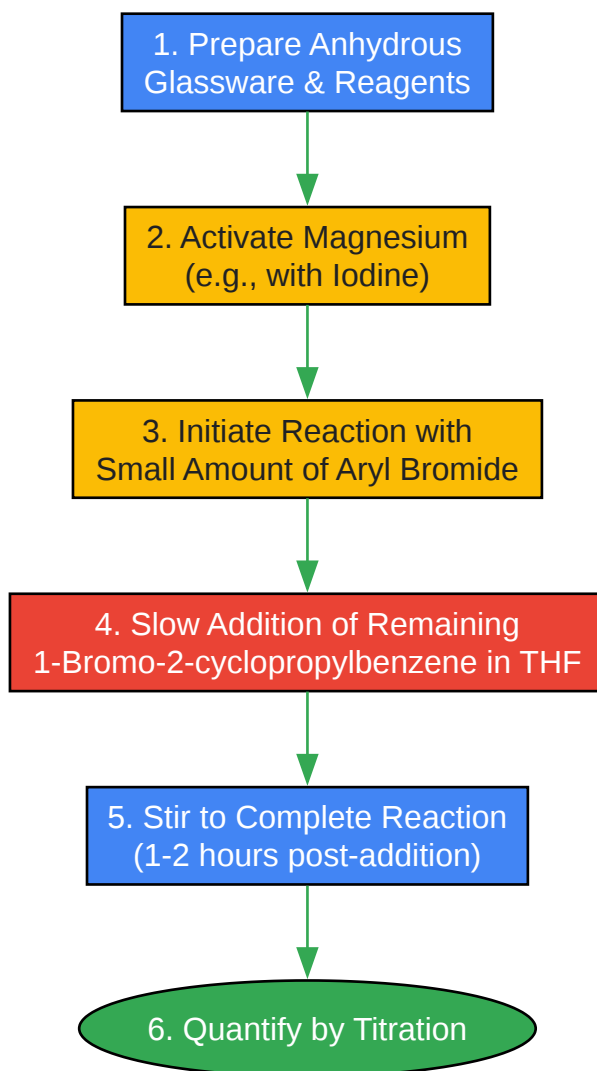 1. Prepare Anhydrous
Glassware & Reagents
2. Activate Magnesium
(e.g., with Iodine)
3. Initiate Reaction with
Small Amount of Aryl Bromide
4. Slow Addition of Remaining
1-Bromo-2-cyclopropylbenzene in THF
5. Stir to Complete Reaction
(1-2 hours post-addition)
6. Quantify by Titration